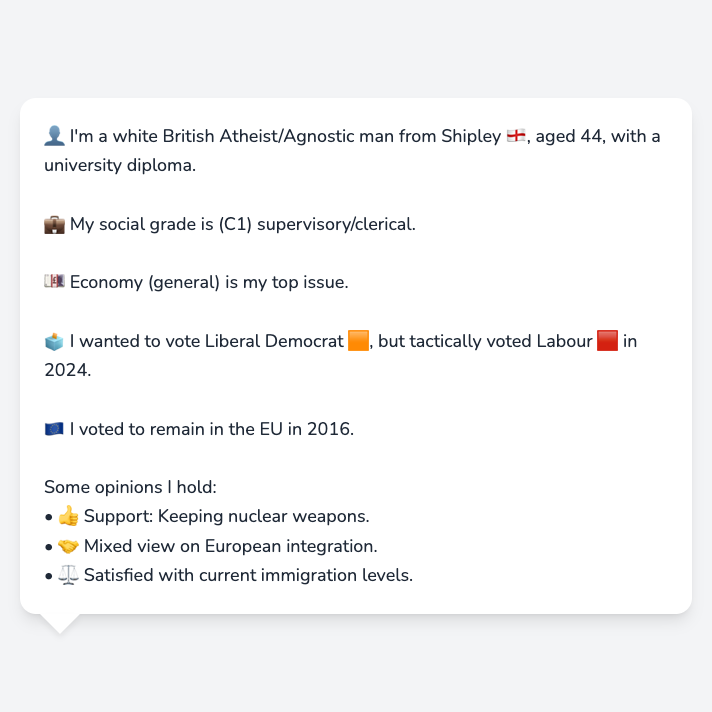 👤 I'm a white British Atheist/Agnostic man from Shipley 🏴󠁧󠁢󠁥󠁮󠁧󠁿, aged 44, with a
university diploma.
💼 My social grade is (C1) supervisory/clerical.
💷 Economy (general) is my top issue.
🗳️ I wanted to vote Liberal Democrat 🟧, but tactically voted Labour 🟥 in
2024.
🇪🇺 I voted to remain in the EU in 2016.
Some opinions I hold:
• 👍 Support: Keeping nuclear weapons.
• 🤝 Mixed view on European integration.
• ⚖️ Satisfied with current immigration levels.